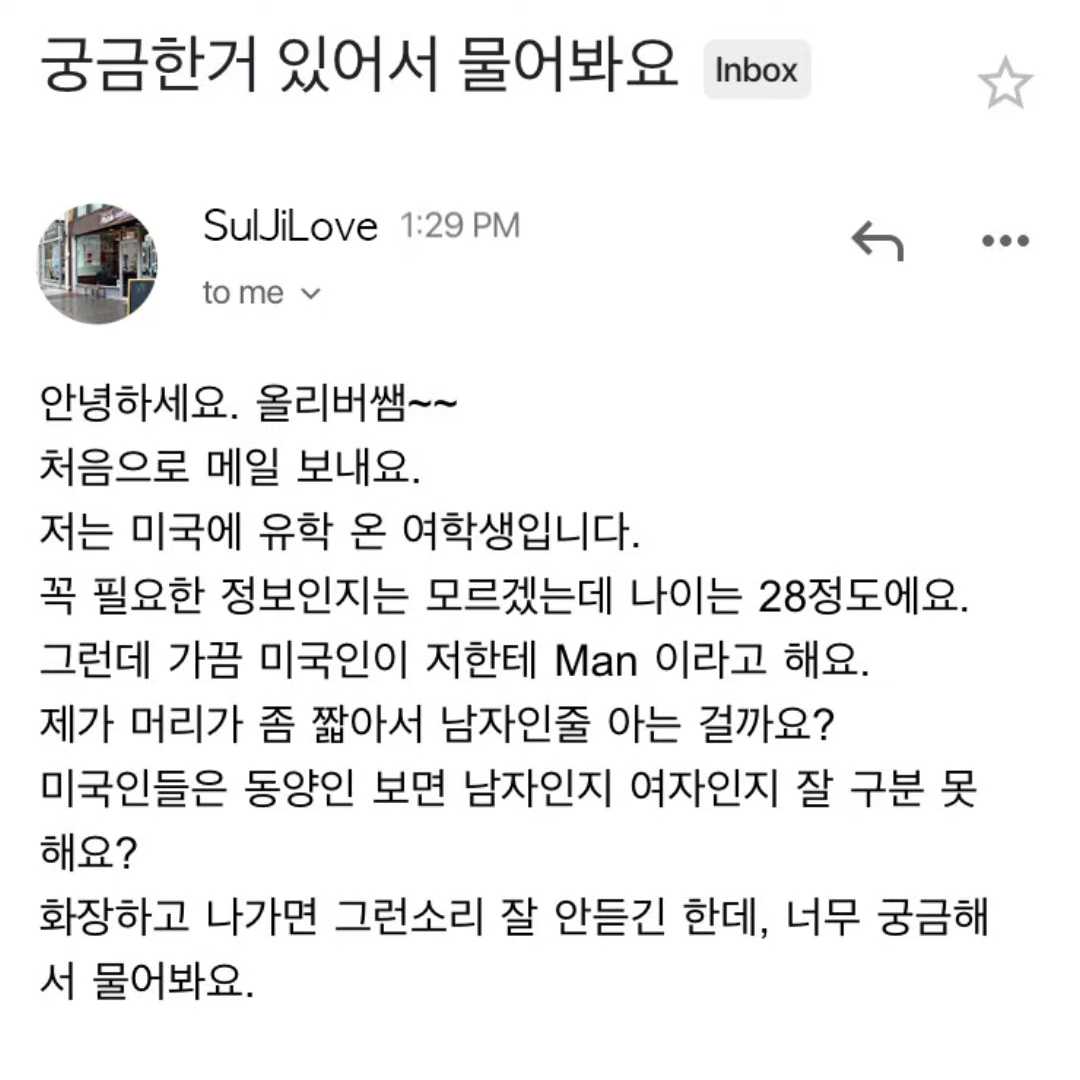 궁금한거 있어서 물어봐요 Inbox
SulJiLove 1:29 PM
to me
안녕하세요. 올리버쌤~~
처음으로 메일 보내요.
저는 미국에 유학 온 여학생입니다.
꼭 필요한 정보인지는 모르겠는데 나이는 28정도에요.
그런데 가끔 미국인이 저한테 Man 이라고 해요.
제가 머리가 좀 짧아서 남자인줄 아는 걸까요?
미국인들은 동양인 보면 남자인지 여자인지 잘 구분 못
해요?
화장하고 나가면 그런소리 잘 안듣긴 한데, 너무 궁금해
서 물어봐요.